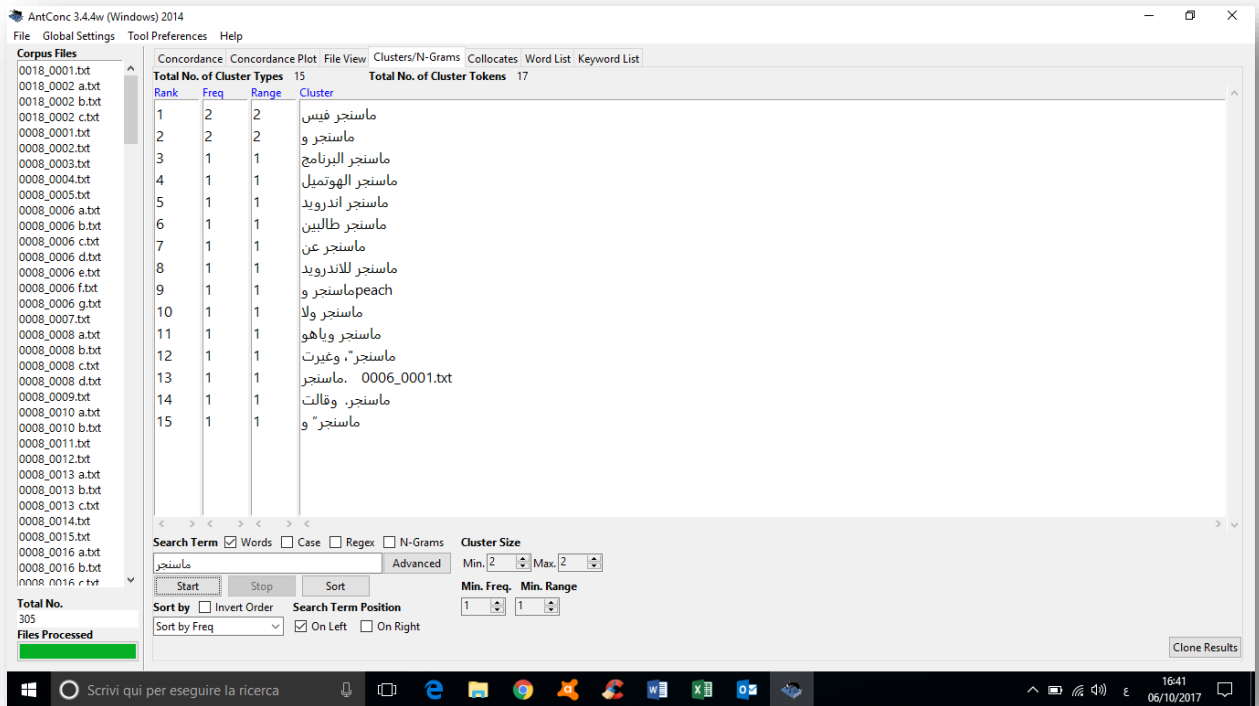 AntConc 3.4.4w (Windows) 2014
File Global Settings Tool Preferences Help
Corpus Files
0018_0001.txt
0018_0002 a.txt
0018_0002 b.txt
0018_0002 c.txt
0008_0001.txt
0008_0002.txt
0008_0003.txt
0008_0004.txt
0008_0005.txt
0008_0006 a.txt
0008_0006 b.txt
0008_0006 c.txt
0008_0006 d.txt
0008_0006 e.txt
0008_0006 f.txt
0008_0006 g.txt
0008_0007.txt
0008_0008 a.txt
0008_0008 b.txt
0008_0008 c.txt
0008_0008 d.txt
0008_0009.txt
0008_0010 a.txt
0008_0010 b.txt
0008_0011.txt
0008_0012.txt
0008_0013 a.txt
0008_0013 b.txt
0008_0013 c.txt
0008_0014.txt
0008_0015.txt
0008_0016 a.txt
0008_0016 b.txt
0008_0016 c.txt
Total No.
305
Files Processed
Concordance Concordance Plot File View Clusters/N-Grams Collocates Word List Keyword List
Total No. of Cluster Types 15 Total No. of Cluster Tokens 17
Rank Freq Range Cluster
1 2 2 ماسنجر فيس
2 2 2 ماسنجر و
3 1 1 ماسنجر البرنامج
4 1 1 ماسنجر الهوتميل
5 1 1 ماسنجر اندرويد
6 1 1 ماسنجر طالبين
7 1 1 ماسنجر عن
8 1 1 ماسنجر للاندرويد
9 1 1 ماسنجر وpeach
10 1 1 ماسنجر ولا
11 1 1 ماسنجر وياهو
12 1 1 ماسنجر"، وغيرت
13 1 1 ماسنجر. 0006_0001.txt
14 1 1 ماسنجر. وقالت
15 1 1 ماسنجر” و
Search Term Words Case Regex N-Grams Cluster Size
ماسنجر Advanced Min. 2 Max. 2
Start Stop Sort Min. Freq. Min. Range
Sort by Invert Order Search Term Position 1 1
Sort by Freq On Left On Right
Clone Results
Scrivi qui per eseguire la ricerca
ع
16:41
06/10/2017